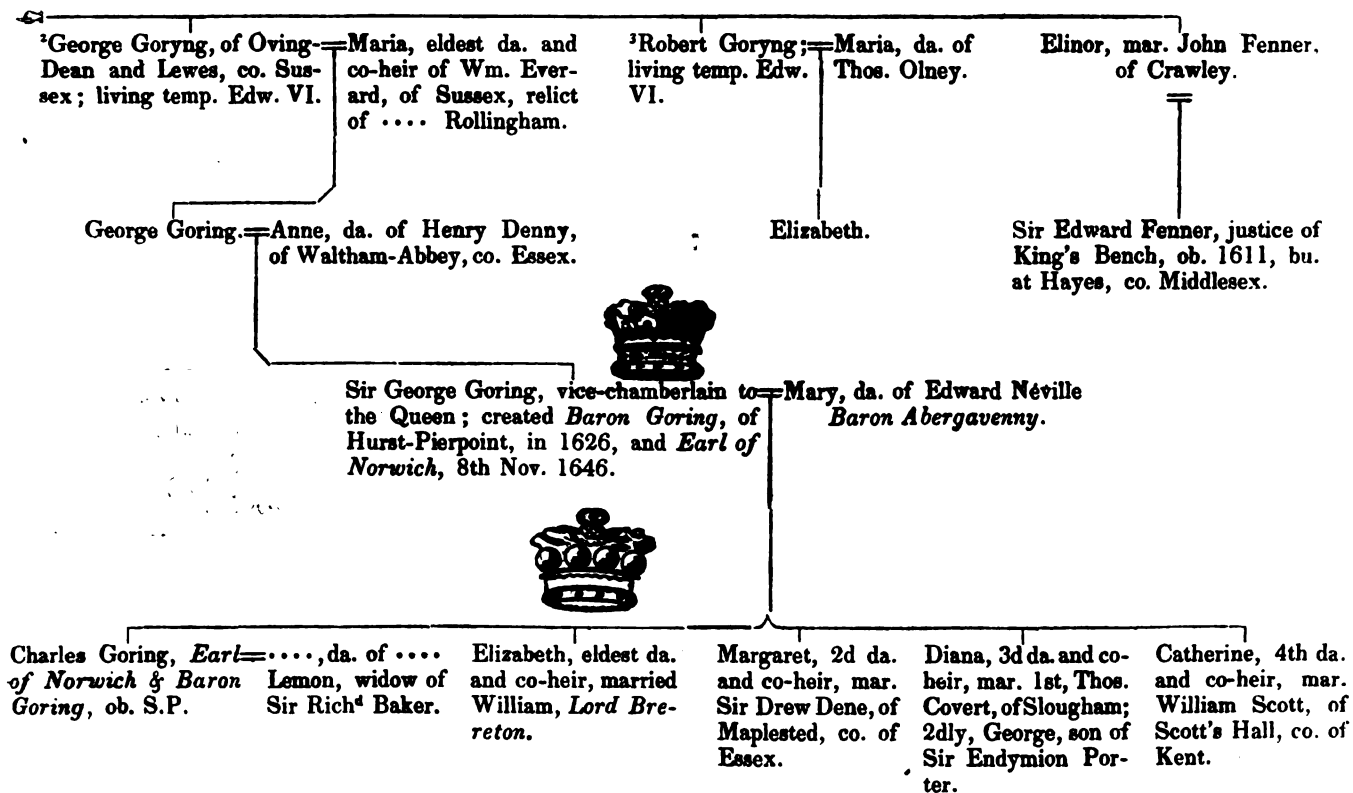 ²George Goryng, of Oving-
Dean and Lewes, co. Sus-
sex; living temp. Edw. VI.
Maria, eldest da. and
co-heir of Wm. Ever-
ard, of Sussex, relict
of .... Rollingham.
³Robert Goryng;
living temp. Edw.
VI.
Maria, da. of
Thos. Olney.
Elinor, mar. John Fenner,
of Crawley.
George Goring.
Anne, da. of Henry Denny,
of Waltham-Abbey, co. Essex.
Elizabeth.
Sir Edward Fenner, justice of
King's Bench, ob. 1611, bu.
at Hayes, co. Middlesex.
Sir George Goring, vice-chamberlain to
the Queen; created Baron Goring, of
Hurst-Pierpoint, in 1626, and Earl of
Norwich, 8th Nov. 1646.
Mary, da. of Edward Néville
Baron Abergavenny.
Charles Goring, Earl
of Norwich & Baron
Goring, ob. S.P.
...., da. of ....
Lemon, widow of
Sir Richᵈ Baker.
Elizabeth, eldest da.
and co-heir, married
William, Lord Bre-
reton.
Margaret, 2d da.
and co-heir, mar.
Sir Drew Dene, of
Maplested, co. of
Essex.
Diana, 3d da. and co-
heir, mar. 1st, Thos.
Covert, of Slougham;
2dly, George, son of
Sir Endymion Por-
ter.
Catherine, 4th da.
and co-heir, mar.
William Scott, of
Scott's Hall, co. of
Kent.